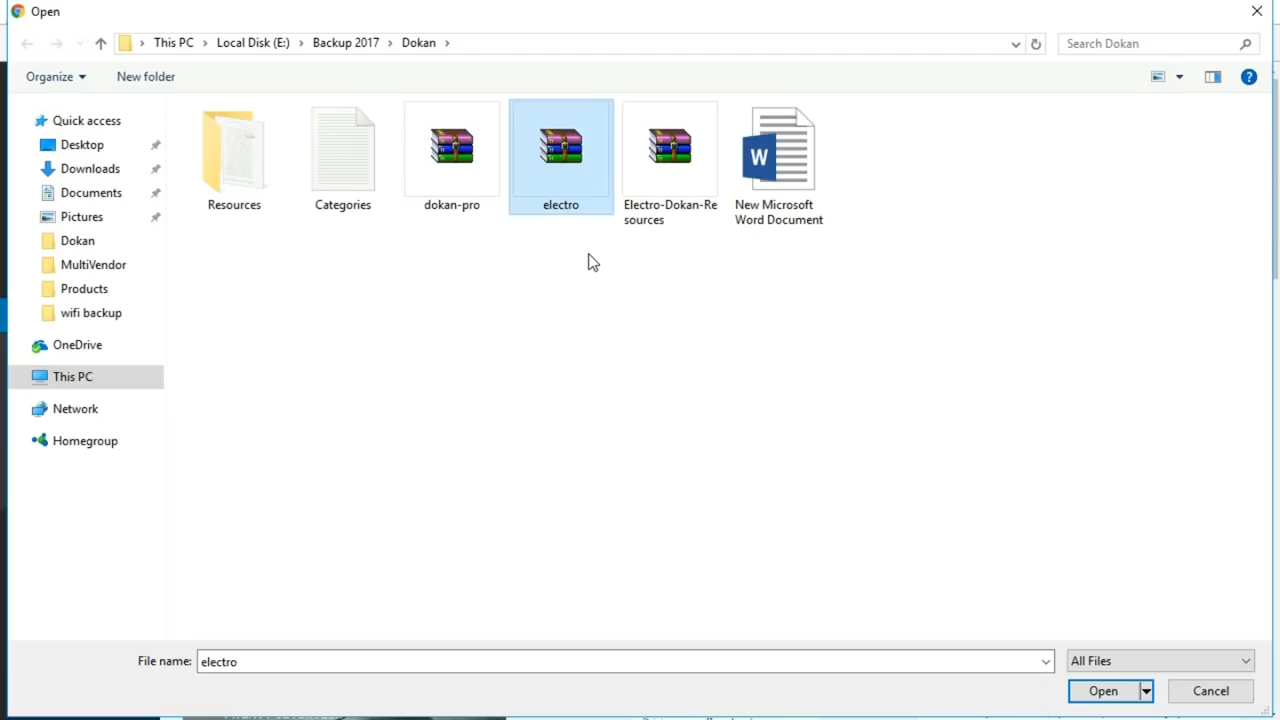 Open
This PC
Local Disk (E:)
Backup 2017
Dokan
Search Dokan
Organize
New folder
Quick access
Desktop
Downloads
Documents
Pictures
Dokan
MultiVendor
Products
wifi backup
OneDrive
This PC
Network
Homegroup
Resources
Categories
dokan-pro
electro
Electro-Dokan-Re
sources
W
New Microsoft
Word Document
File name:
electro
All Files
Open
Cancel